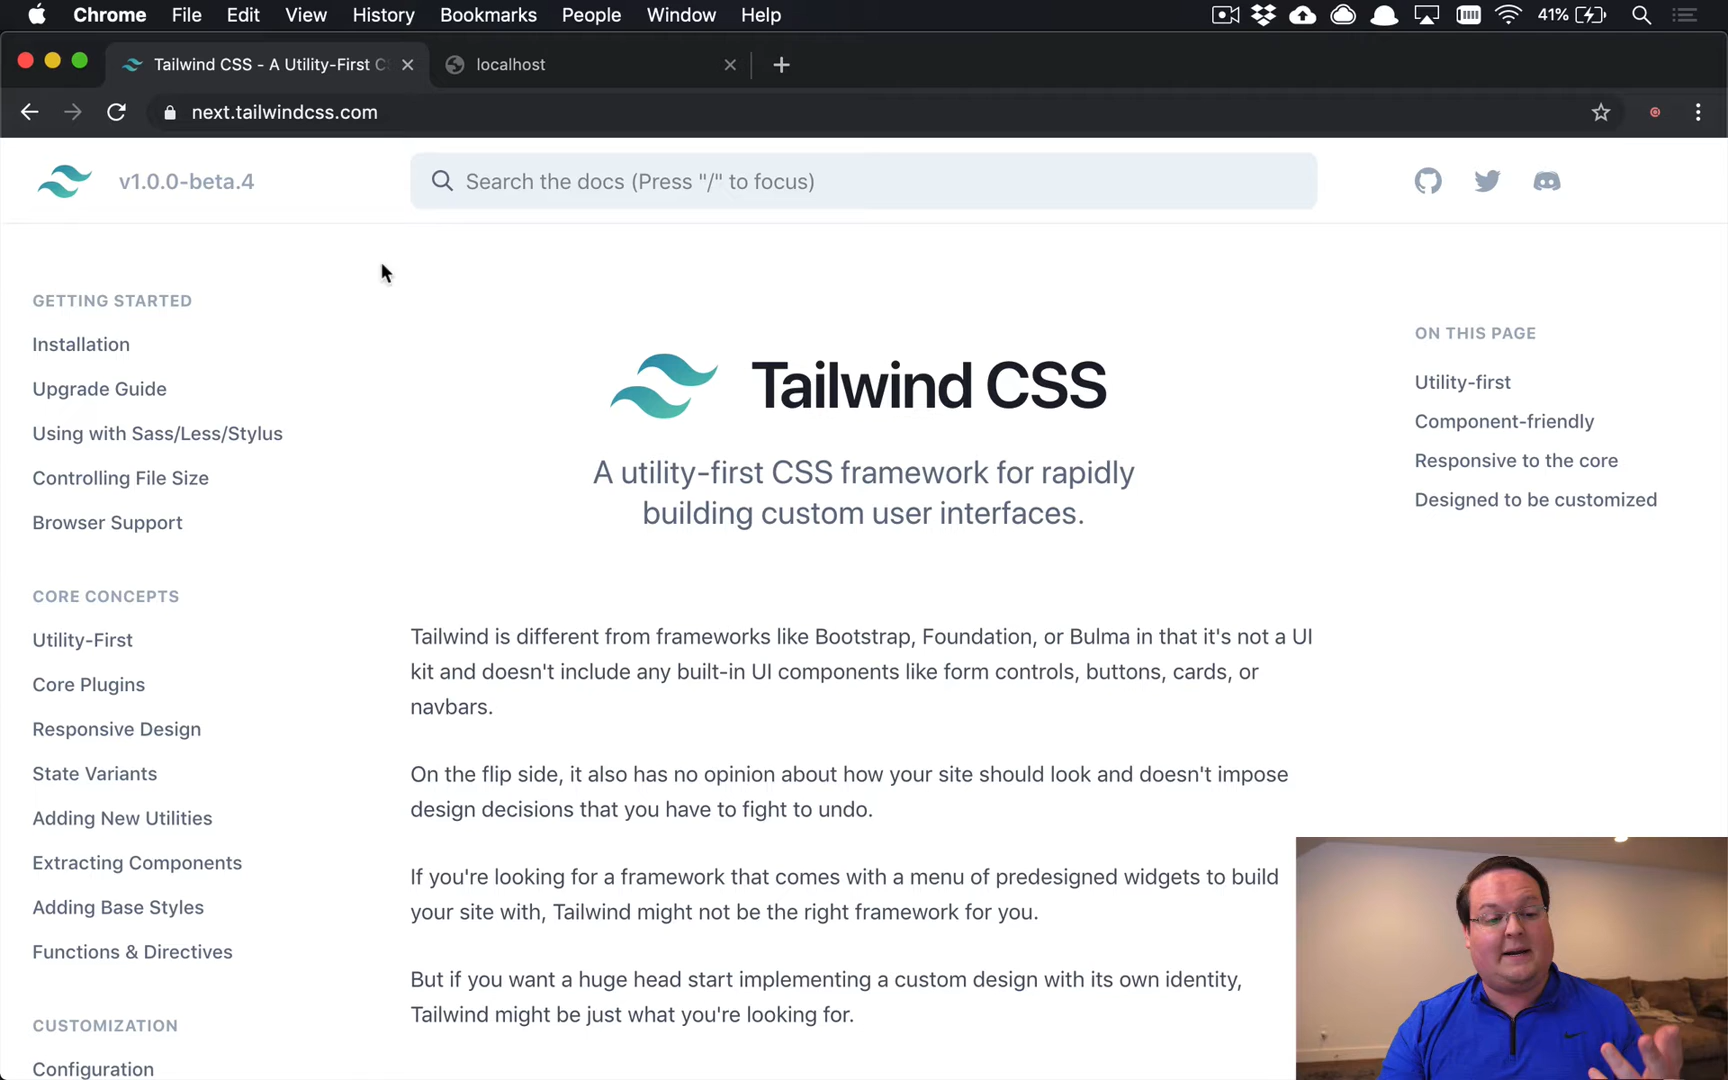 Chrome File Edit View History Bookmarks People Window Help 41%
Tailwind CSS - A Utility-First C
localhost
next.tailwindcss.com
v1.0.0-beta.4
Search the docs (Press "/" to focus)
GETTING STARTED
Installation
Upgrade Guide
Using with Sass/Less/Stylus
Controlling File Size
Browser Support
CORE CONCEPTS
Utility-First
Core Plugins
Responsive Design
State Variants
Adding New Utilities
Extracting Components
Adding Base Styles
Functions & Directives
CUSTOMIZATION
Configuration
Tailwind CSS
A utility-first CSS framework for rapidly
building custom user interfaces.
Tailwind is different from frameworks like Bootstrap, Foundation, or Bulma in that it's not a UI
kit and doesn't include any built-in UI components like form controls, buttons, cards, or
navbars.
On the flip side, it also has no opinion about how your site should look and doesn't impose
design decisions that you have to fight to undo.
If you're looking for a framework that comes with a menu of predesigned widgets to build
your site with, Tailwind might not be the right framework for you.
But if you want a huge head start implementing a custom design with its own identity,
Tailwind might be just what you're looking for.
ON THIS PAGE
Utility-first
Component-friendly
Responsive to the core
Designed to be customized